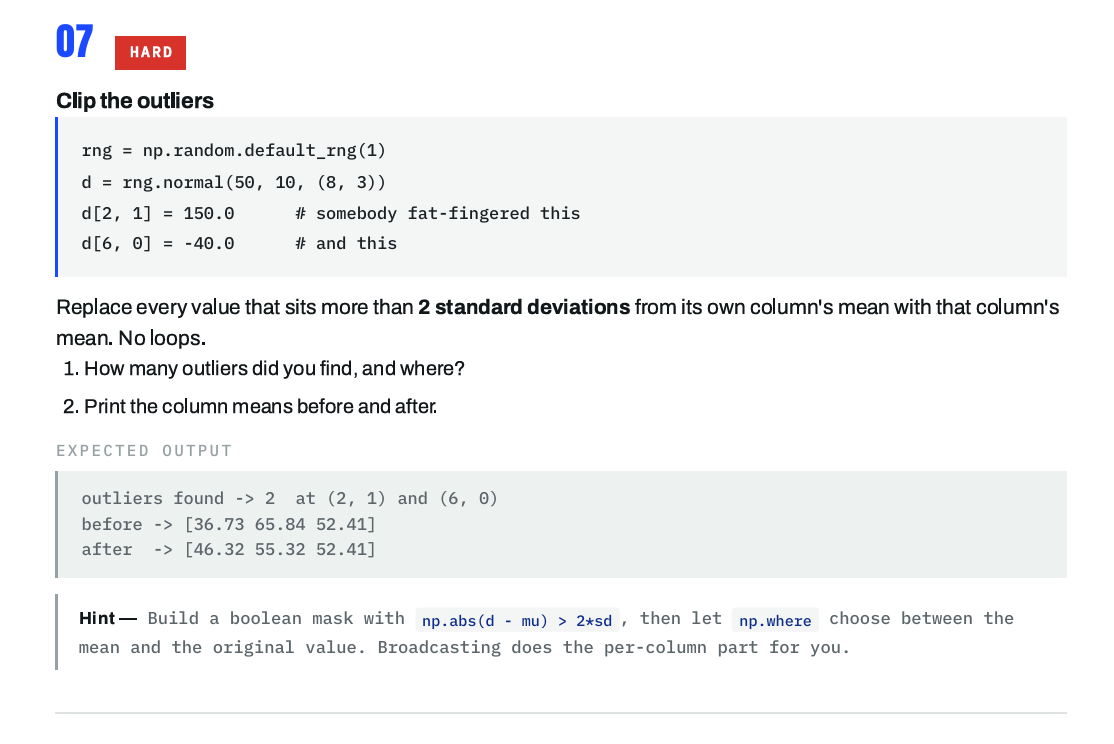 07
HARD
Clip the outliers
rng = np.random.default_rng(1)
d = rng.normal(50, 10, (8, 3))
d[2, 1] = 150.0      # somebody fat-fingered this
d[6, 0] = -40.0      # and this
Replace every value that sits more than 2 standard deviations from its own column's mean with that column's
mean. No loops.
1. How many outliers did you find, and where?
2. Print the column means before and after.
EXPECTED OUTPUT
outliers found -> 2  at (2, 1) and (6, 0)
before -> [36.73 65.84 52.41]
after  -> [46.32 55.32 52.41]
Hint — Build a boolean mask with np.abs(d - mu) > 2*sd, then let np.where choose between the
mean and the original value. Broadcasting does the per-column part for you.